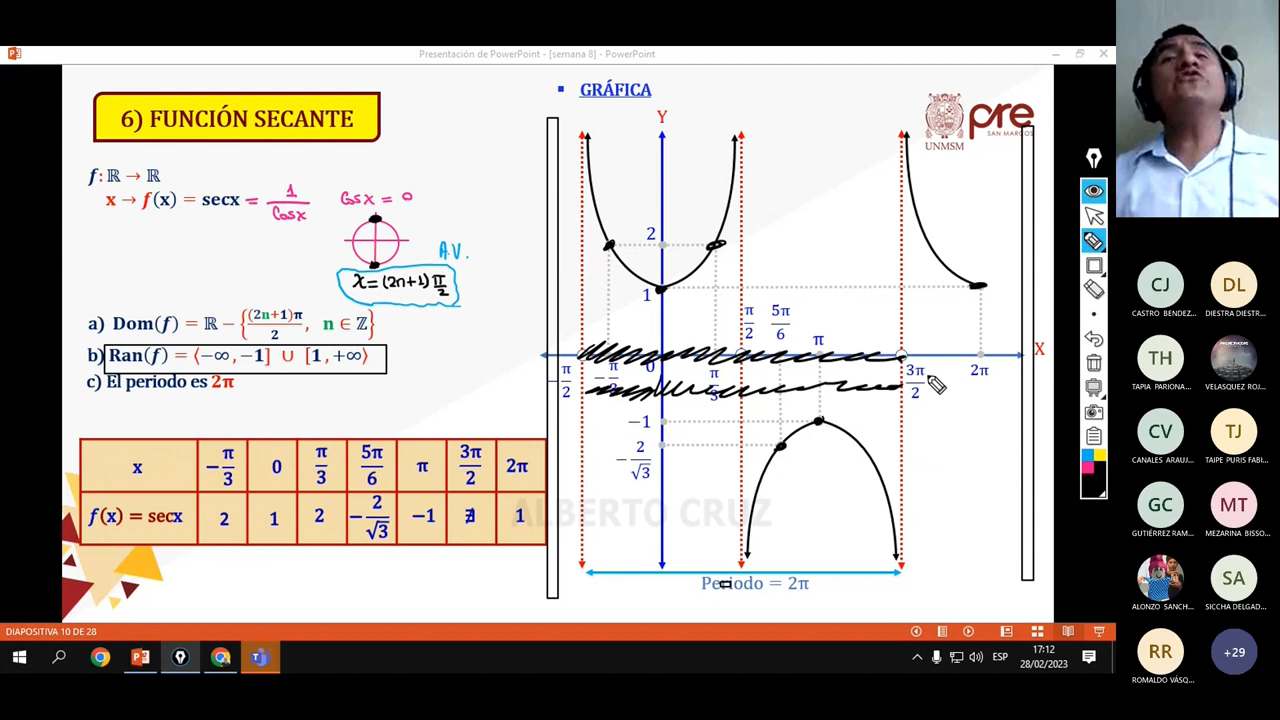 Presentación de PowerPoint - [semana 8] - PowerPoint
6) FUNCIÓN SECANTE
f: ℝ → ℝ
x → f(x) = secx = 1/Cosx
Cosx = 0
A.V.
x = (2n+1)π/2
a) Dom(f) = ℝ − {(2n+1)π/2, n ∈ ℤ}
b) Ran(f) = ⟨−∞, −1] ∪ [1, +∞⟩
c) El periodo es 2π
x −π/3 0 π/3 5π/6 π 3π/2 2π
f(x) = secx 2 1 2 −2/√3 −1 ∄ 1
▪ GRÁFICA
Y
2
1
π/2 5π/6 π
X
−π/2 −π/3 0 π/3 3π/2 2π
−1
−2/√3
Periodo = 2π
ALBERTO CRUZ
UNMSM
pre
SAN MARCOS
DIAPOSITIVA 10 DE 28
ESP
17:12
28/02/2023
CJ
CASTRO BENDEZ...
DL
DIESTRA DIESTR...
TH
TAPIA PARIONA...
VELASQUEZ ROJ...
CV
CANALES ARAUJ...
TJ
TAIPE PURIS FABI...
GC
GUTIÉRREZ RAM...
MT
MEZARINA BISSO...
ALONZO SANCH...
SA
SICCHA DELGAD...
RR
ROMALDO VÁSQ...
+29